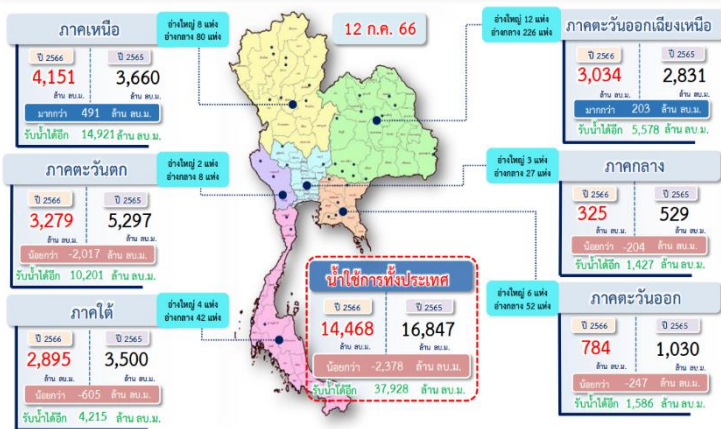 12 ก.ค. 66
ภาคเหนือ
ปี 2566 ปี 2565
4,151 3,660
ล้าน ลบ.ม. ล้าน ลบ.ม.
มากกว่า 491 ล้าน ลบ.ม.
รับน้ำได้อีก 14,921 ล้าน ลบ.ม.
อ่างใหญ่ 8 แห่ง
อ่างกลาง 80 แห่ง
อ่างใหญ่ 12 แห่ง
อ่างกลาง 226 แห่ง
ภาคตะวันออกเฉียงเหนือ
ปี 2566 ปี 2565
3,034 2,831
ล้าน ลบ.ม. ล้าน ลบ.ม.
มากกว่า 203 ล้าน ลบ.ม.
รับน้ำได้อีก 5,578 ล้าน ลบ.ม.
ภาคตะวันตก
ปี 2566 ปี 2565
3,279 5,297
ล้าน ลบ.ม. ล้าน ลบ.ม.
น้อยกว่า -2,017 ล้าน ลบ.ม.
รับน้ำได้อีก 10,201 ล้าน ลบ.ม.
อ่างใหญ่ 2 แห่ง
อ่างกลาง 8 แห่ง
อ่างใหญ่ 3 แห่ง
อ่างกลาง 27 แห่ง
ภาคกลาง
ปี 2566 ปี 2565
325 529
ล้าน ลบ.ม. ล้าน ลบ.ม.
น้อยกว่า -204 ล้าน ลบ.ม.
รับน้ำได้อีก 1,427 ล้าน ลบ.ม.
ภาคใต้
ปี 2566 ปี 2565
2,895 3,500
ล้าน ลบ.ม. ล้าน ลบ.ม.
น้อยกว่า -605 ล้าน ลบ.ม.
รับน้ำได้อีก 4,215 ล้าน ลบ.ม.
อ่างใหญ่ 4 แห่ง
อ่างกลาง 42 แห่ง
น้ำใช้การทั้งประเทศ
ปี 2566 ปี 2565
14,468 16,847
ล้าน ลบ.ม. ล้าน ลบ.ม.
น้อยกว่า -2,378 ล้าน ลบ.ม.
รับน้ำได้อีก 37,928 ล้าน ลบ.ม.
อ่างใหญ่ 6 แห่ง
อ่างกลาง 52 แห่ง
ภาคตะวันออก
ปี 2566 ปี 2565
784 1,030
ล้าน ลบ.ม. ล้าน ลบ.ม.
น้อยกว่า -247 ล้าน ลบ.ม.
รับน้ำได้อีก 1,586 ล้าน ลบ.ม.